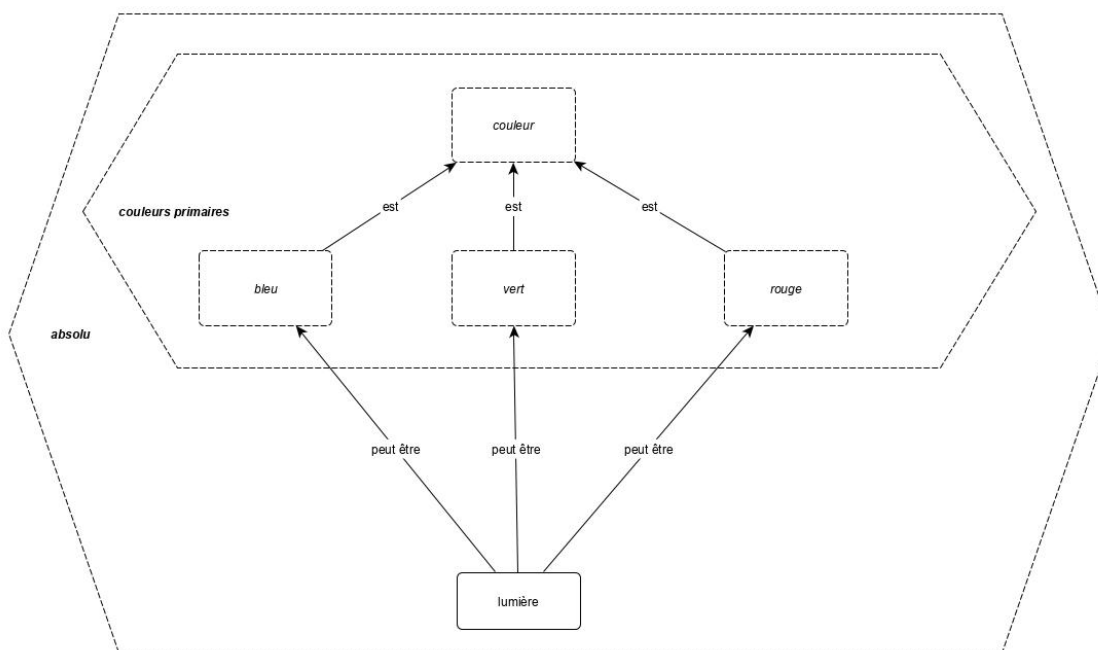 couleur
couleurs primaires
est
est
est
bleu
vert
rouge
absolu
peut être
peut être
peut être
lumière